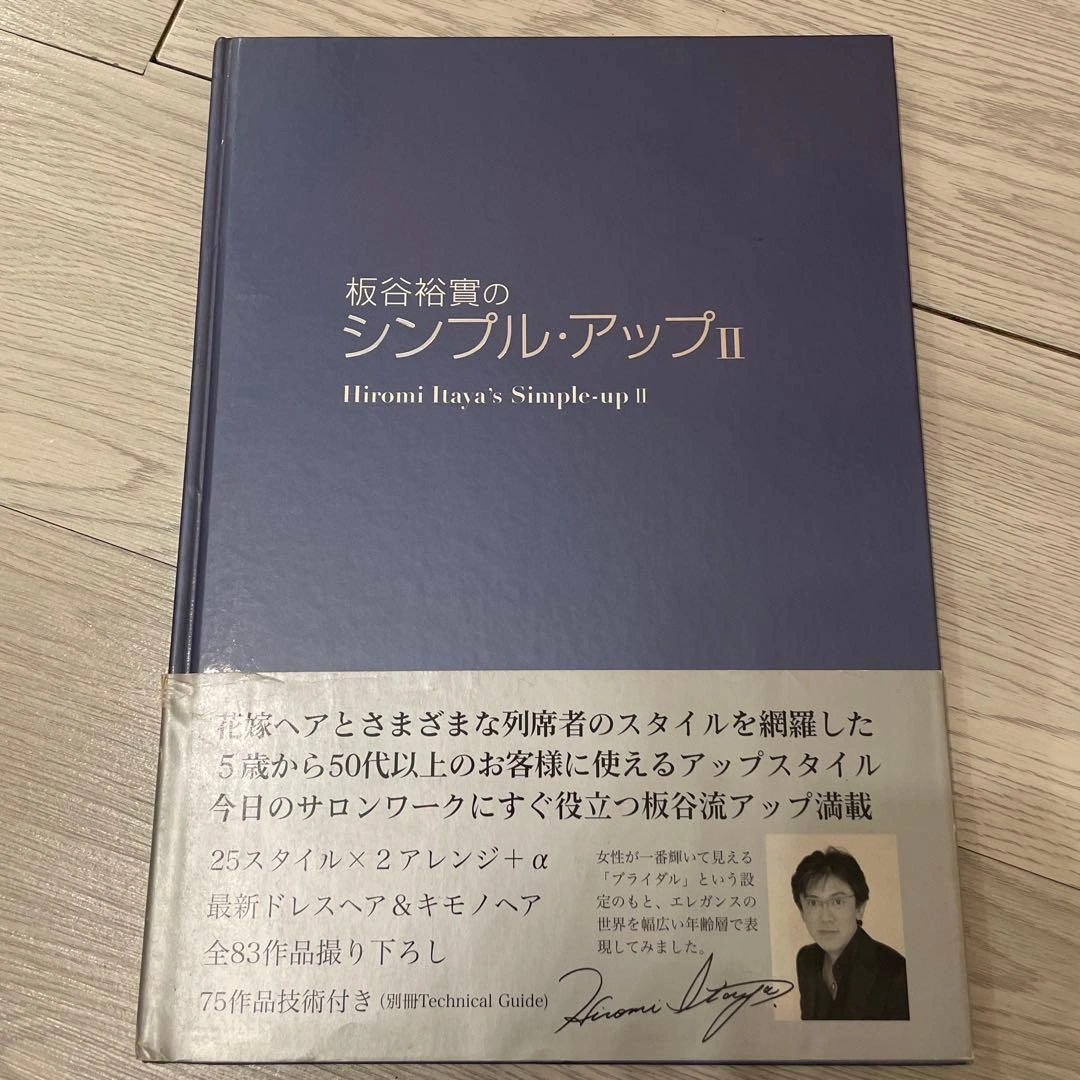 板谷裕實の
シンプル・アップⅡ
Hiromi Itaya's Simple-up Ⅱ
花嫁ヘアとさまざまな列席者のスタイルを網羅した
5歳から50代以上のお客様に使えるアップスタイル
今日のサロンワークにすぐ役立つ板谷流アップ満載
25スタイル×2アレンジ+α
最新ドレスヘア&キモノヘア
全83作品撮り下ろし
75作品技術付き(別冊Technical Guide)
女性が一番輝いて見える
「ブライダル」という設
定のもと、エレガンスの
世界を幅広い年齢層で表
現してみました。
Hiromi Itaya